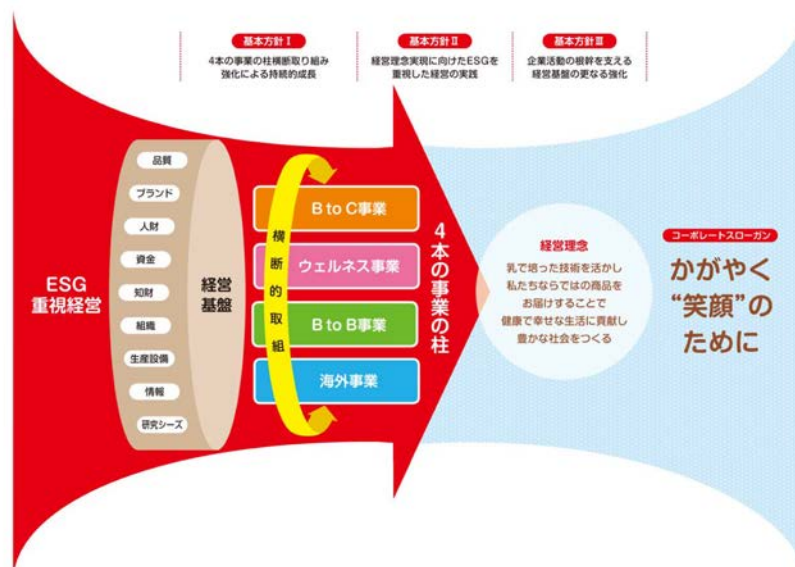 基本方針Ⅰ
4本の事業の柱横断取り組み
強化による持続的成長
基本方針Ⅱ
経営理念実現に向けたESGを
重視した経営の実践
基本方針Ⅲ
企業活動の根幹を支える
経営基盤の更なる強化
ESG
重視経営
品質
ブランド
人財
資金
知財
組織
生産設備
情報
研究シーズ
経営
基盤
横断的取組
B to C事業
ウェルネス事業
B to B事業
海外事業
4本の事業の柱
経営理念
乳で培った技術を活かし
私たちならではの商品を
お届けすることで
健康で幸せな生活に貢献し
豊かな社会をつくる
コーポレートスローガン
かがやく
“笑顔”の
ために